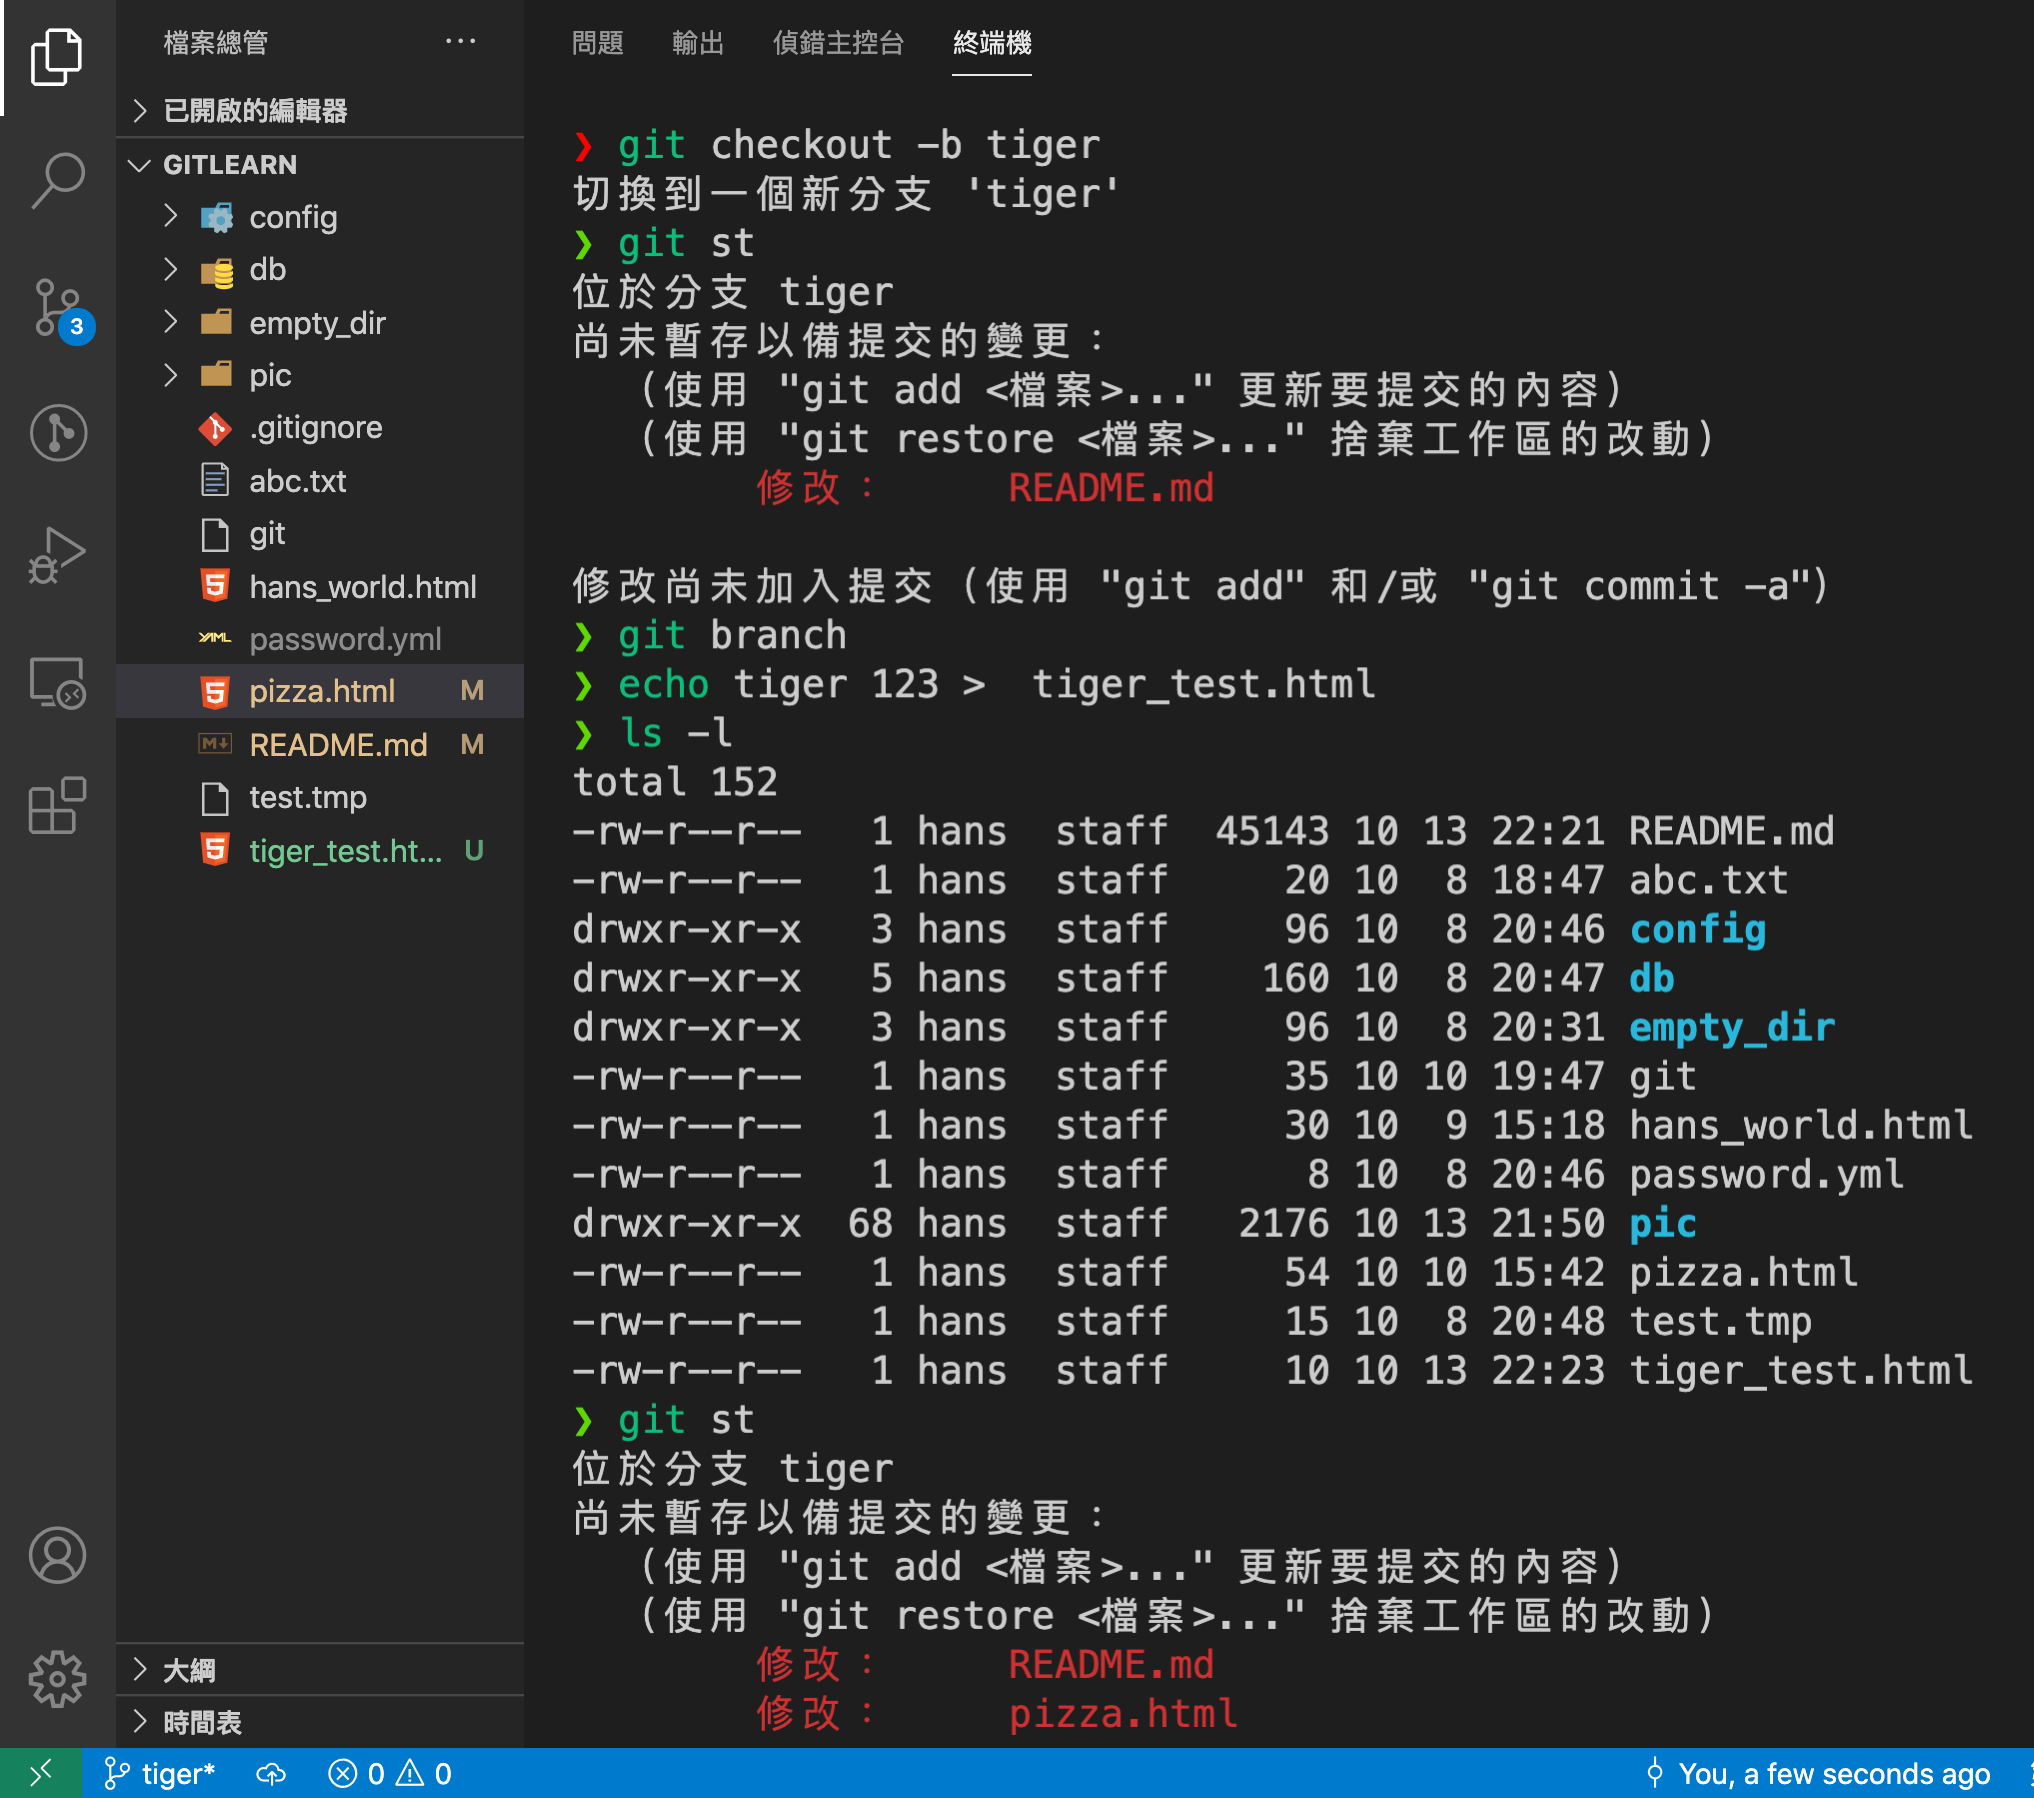 檔案總管 ···
已開啟的編輯器
GITLEARN
config
db
empty_dir
pic
.gitignore
abc.txt
git
hans_world.html
password.yml
pizza.html M
README.md M
test.tmp
tiger_test.ht... U
大綱
時間表
3
問題 輸出 偵錯主控台 終端機
❯ git checkout -b tiger
切換到一個新分支 'tiger'
❯ git st
位於分支 tiger
尚未暫存以備提交的變更：
(使用 "git add <檔案>..." 更新要提交的內容)
(使用 "git restore <檔案>..." 捨棄工作區的改動)
修改： README.md
修改尚未加入提交 (使用 "git add" 和/或 "git commit -a")
❯ git branch
❯ echo tiger 123 >  tiger_test.html
❯ ls -l
total 152
-rw-r--r--   1 hans  staff  45143 10 13 22:21 README.md
-rw-r--r--   1 hans  staff     20 10  8 18:47 abc.txt
drwxr-xr-x   3 hans  staff     96 10  8 20:46 config
drwxr-xr-x   5 hans  staff    160 10  8 20:47 db
drwxr-xr-x   3 hans  staff     96 10  8 20:31 empty_dir
-rw-r--r--   1 hans  staff     35 10 10 19:47 git
-rw-r--r--   1 hans  staff     30 10  9 15:18 hans_world.html
-rw-r--r--   1 hans  staff      8 10  8 20:46 password.yml
drwxr-xr-x  68 hans  staff   2176 10 13 21:50 pic
-rw-r--r--   1 hans  staff     54 10 10 15:42 pizza.html
-rw-r--r--   1 hans  staff     15 10  8 20:48 test.tmp
-rw-r--r--   1 hans  staff     10 10 13 22:23 tiger_test.html
❯ git st
位於分支 tiger
尚未暫存以備提交的變更：
(使用 "git add <檔案>..." 更新要提交的內容)
(使用 "git restore <檔案>..." 捨棄工作區的改動)
修改： README.md
修改： pizza.html
tiger* 0 0 You, a few seconds ago